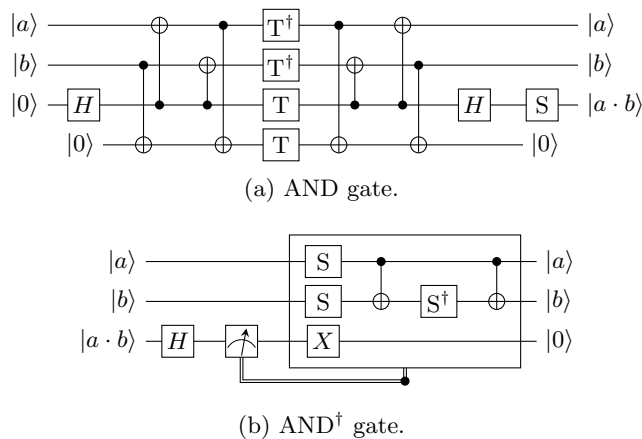 |a⟩ T† |a⟩
|b⟩ T† |b⟩
|0⟩ H T H S |a · b⟩
|0⟩ T |0⟩
(a) AND gate.
|a⟩ S |a⟩
|b⟩ S S† |b⟩
|a · b⟩ H X |0⟩
(b) AND† gate.